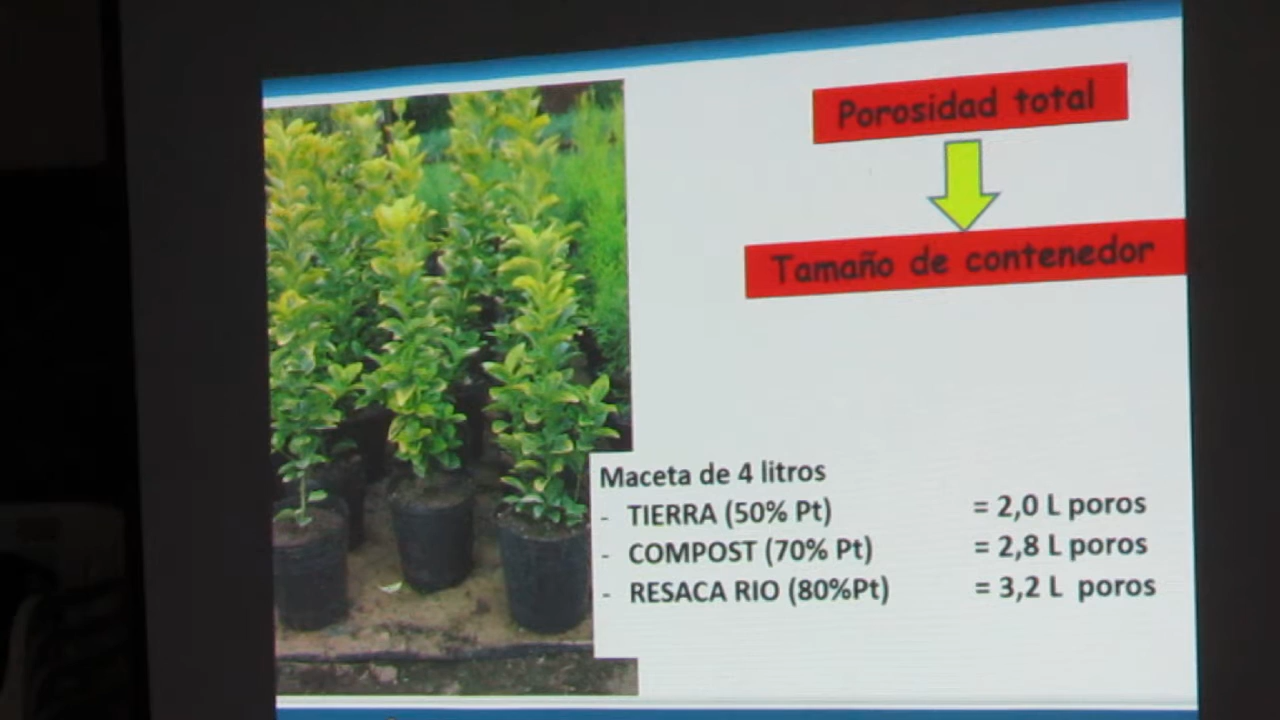 Porosidad total
Tamaño de contenedor
Maceta de 4 litros
- TIERRA (50% Pt) = 2,0 L poros
- COMPOST (70% Pt) = 2,8 L poros
- RESACA RIO (80%Pt) = 3,2 L poros